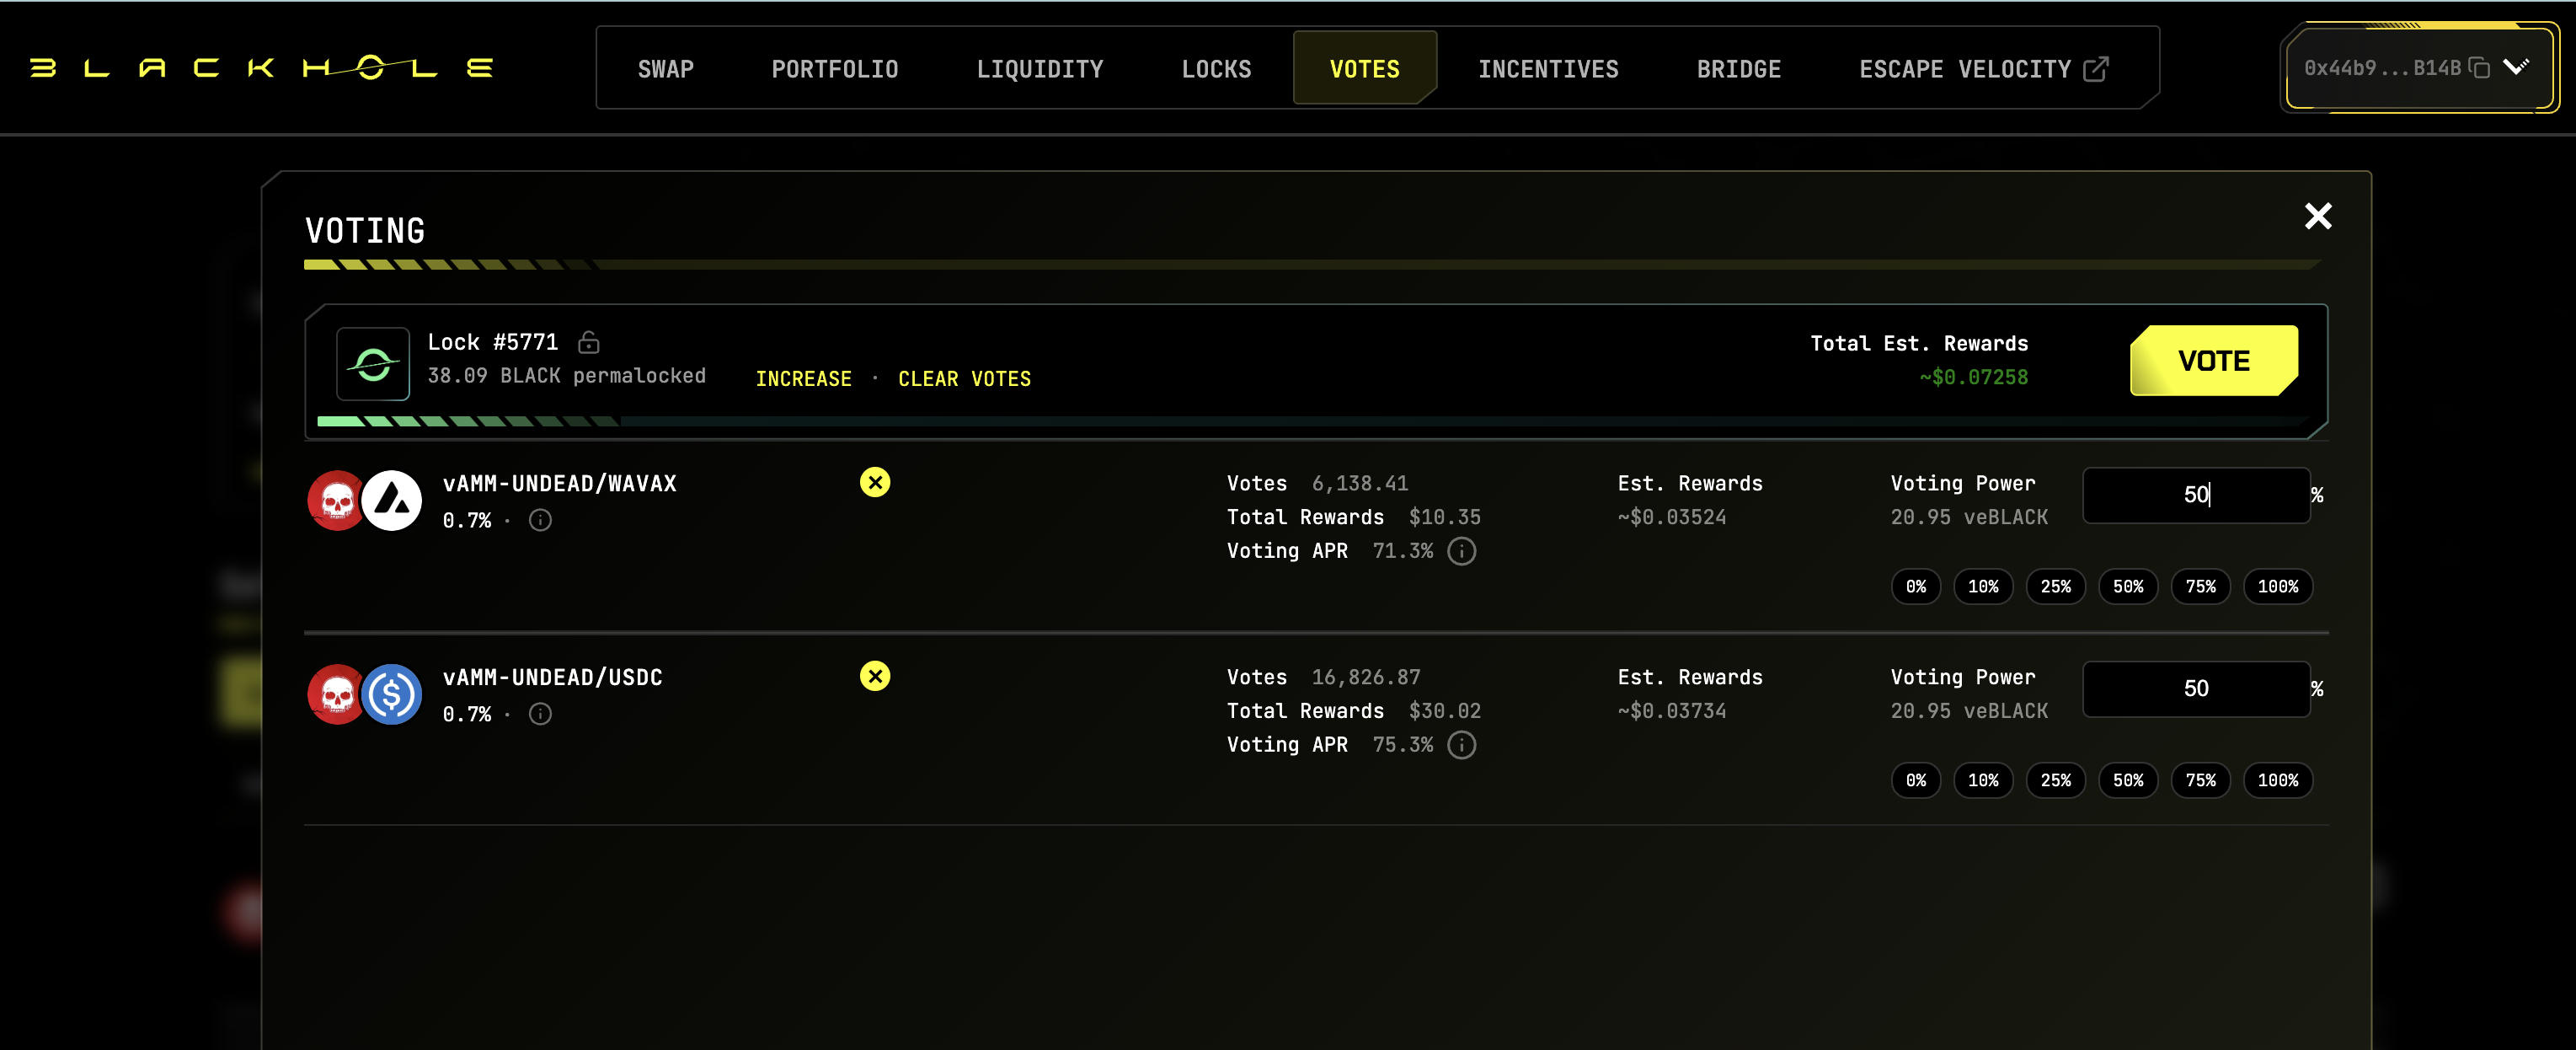 BLACKHOLE
SWAP
PORTFOLIO
LIQUIDITY
LOCKS
VOTES
INCENTIVES
BRIDGE
ESCAPE VELOCITY
0x44b9...B14B
VOTING
Lock #5771
38.09 BLACK permalocked
INCREASE · CLEAR VOTES
Total Est. Rewards
~$0.07258
VOTE
vAMM-UNDEAD/WAVAX
0.7% ·
Votes 6,138.41
Total Rewards $10.35
Voting APR 71.3%
Est. Rewards
~$0.03524
Voting Power
20.95 veBLACK
50 %
0% 10% 25% 50% 75% 100%
vAMM-UNDEAD/USDC
0.7% ·
Votes 16,826.87
Total Rewards $30.02
Voting APR 75.3%
Est. Rewards
~$0.03734
Voting Power
20.95 veBLACK
50 %
0% 10% 25% 50% 75% 100%